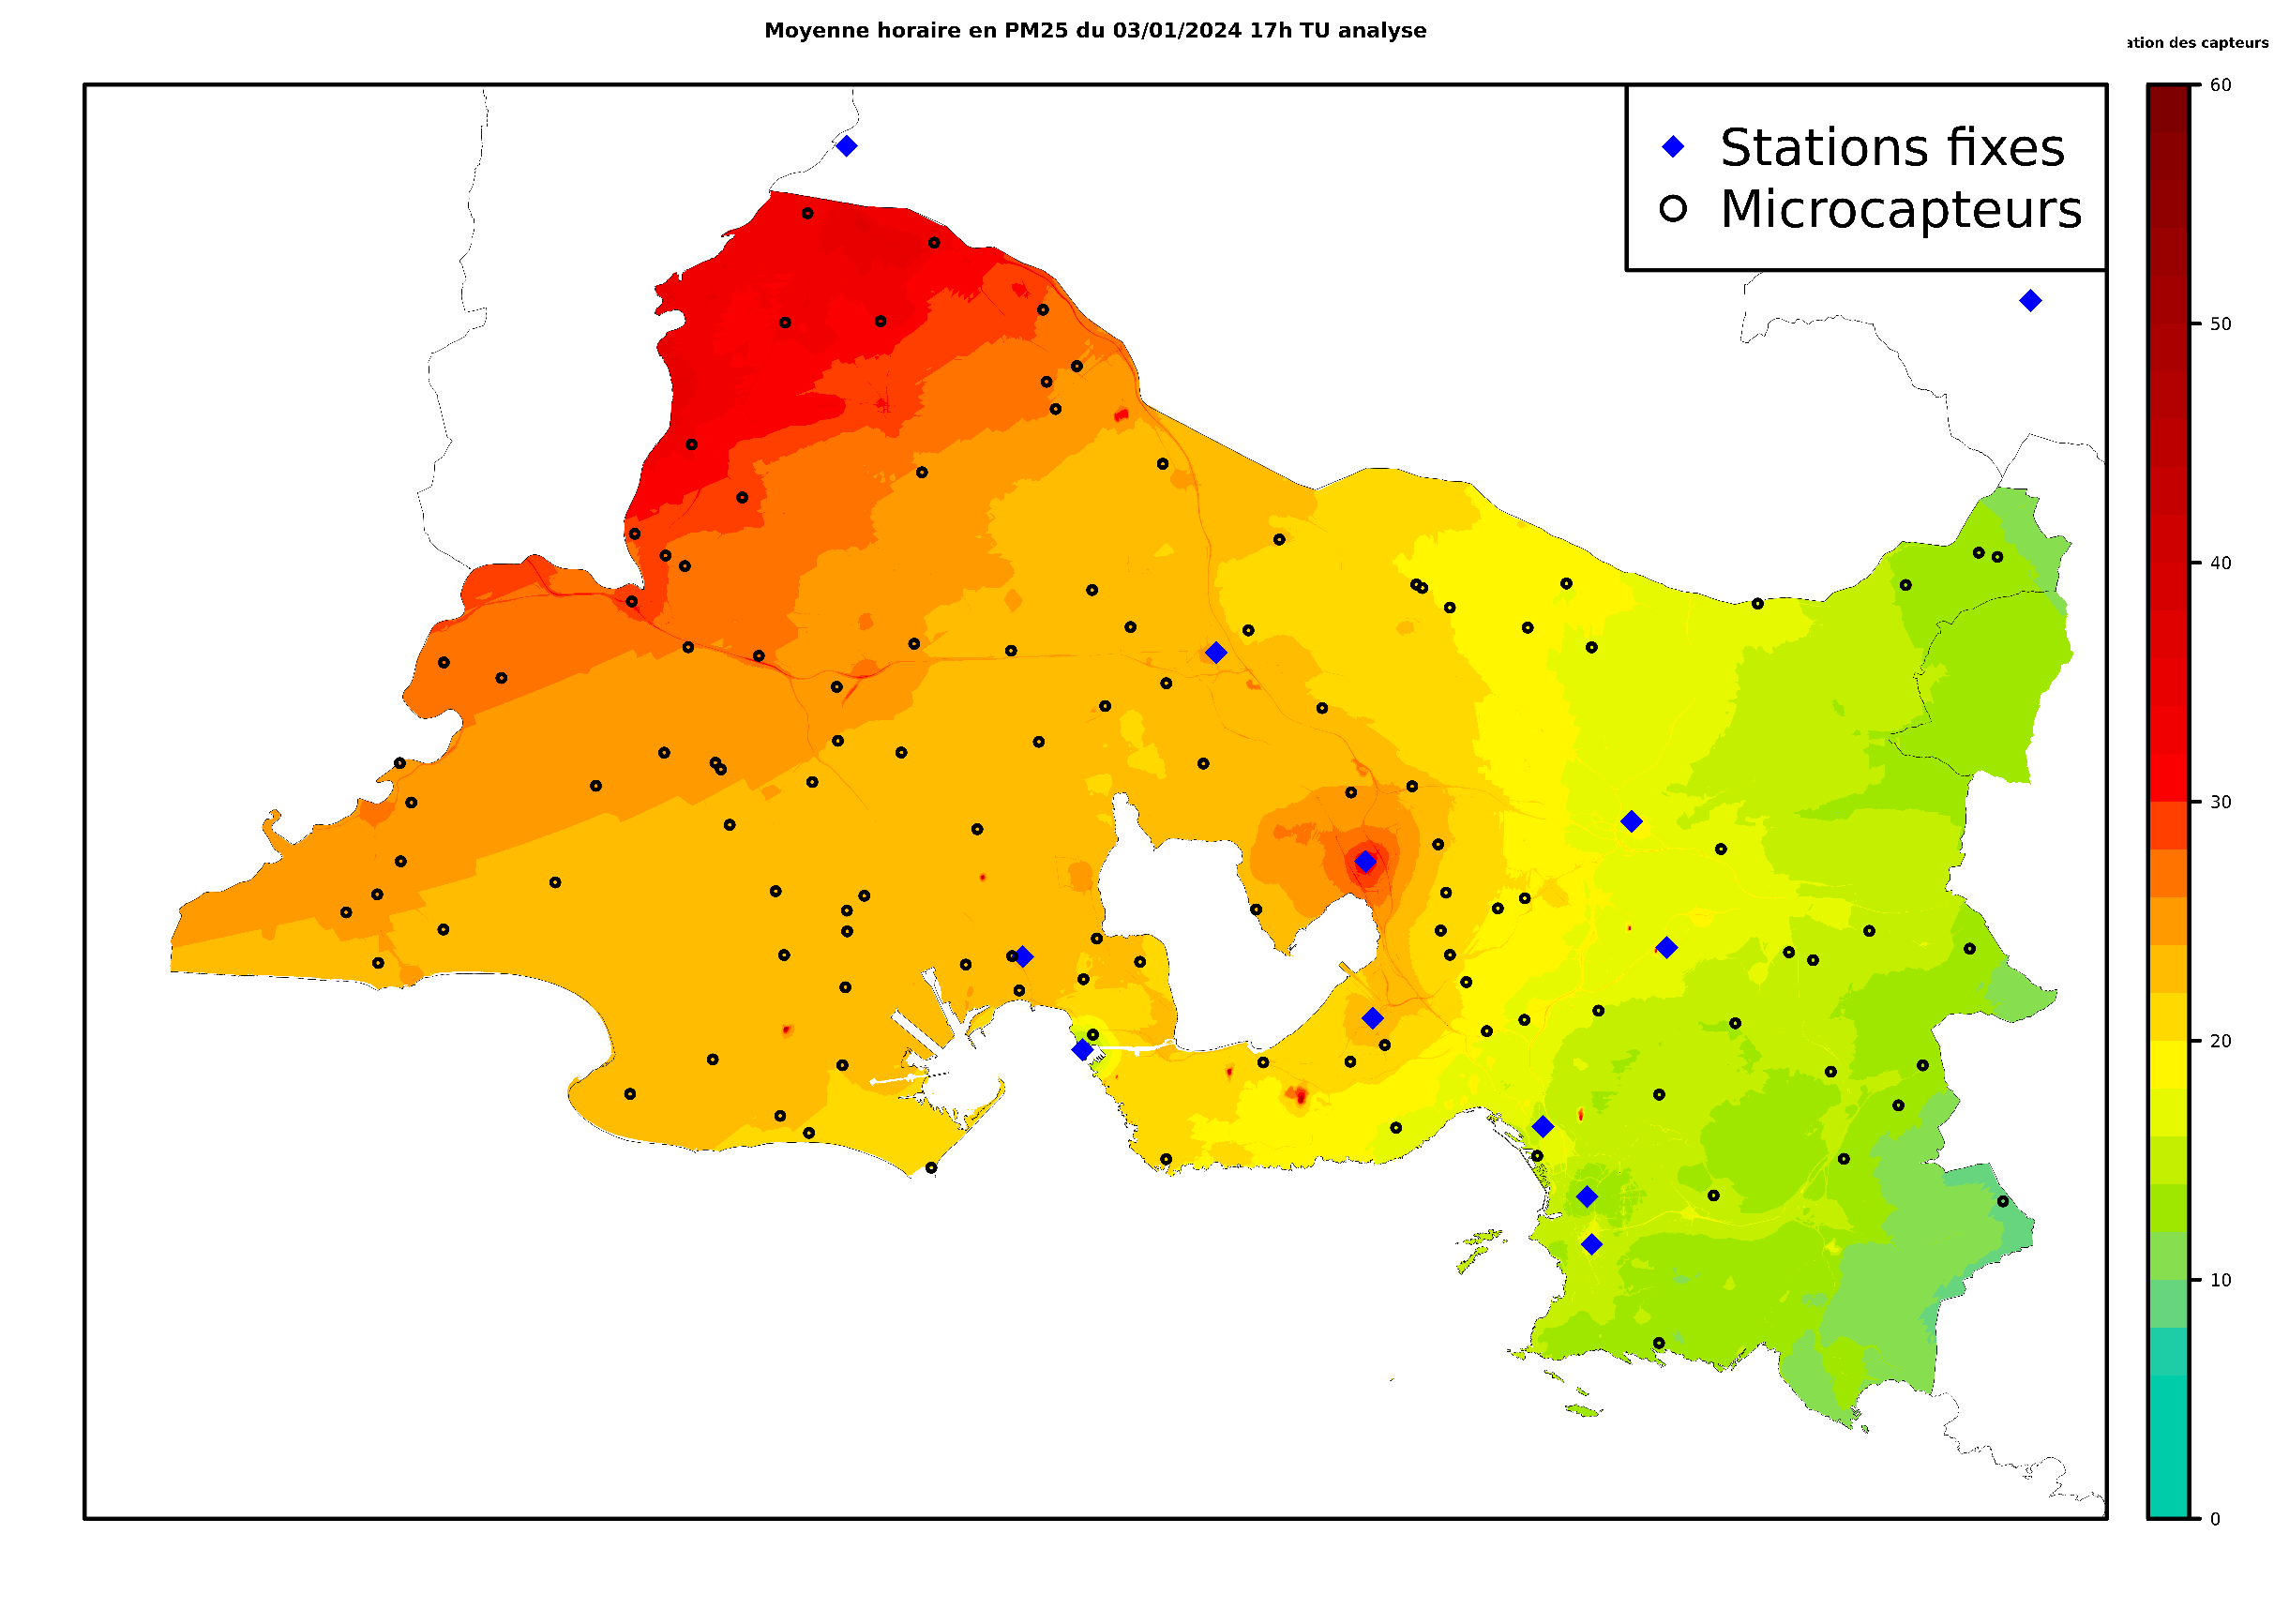 Moyenne horaire en PM25 du 03/01/2024 17h TU analyse
ation des capteurs
Stations fixes
Microcapteurs
60
50
40
30
20
10
0